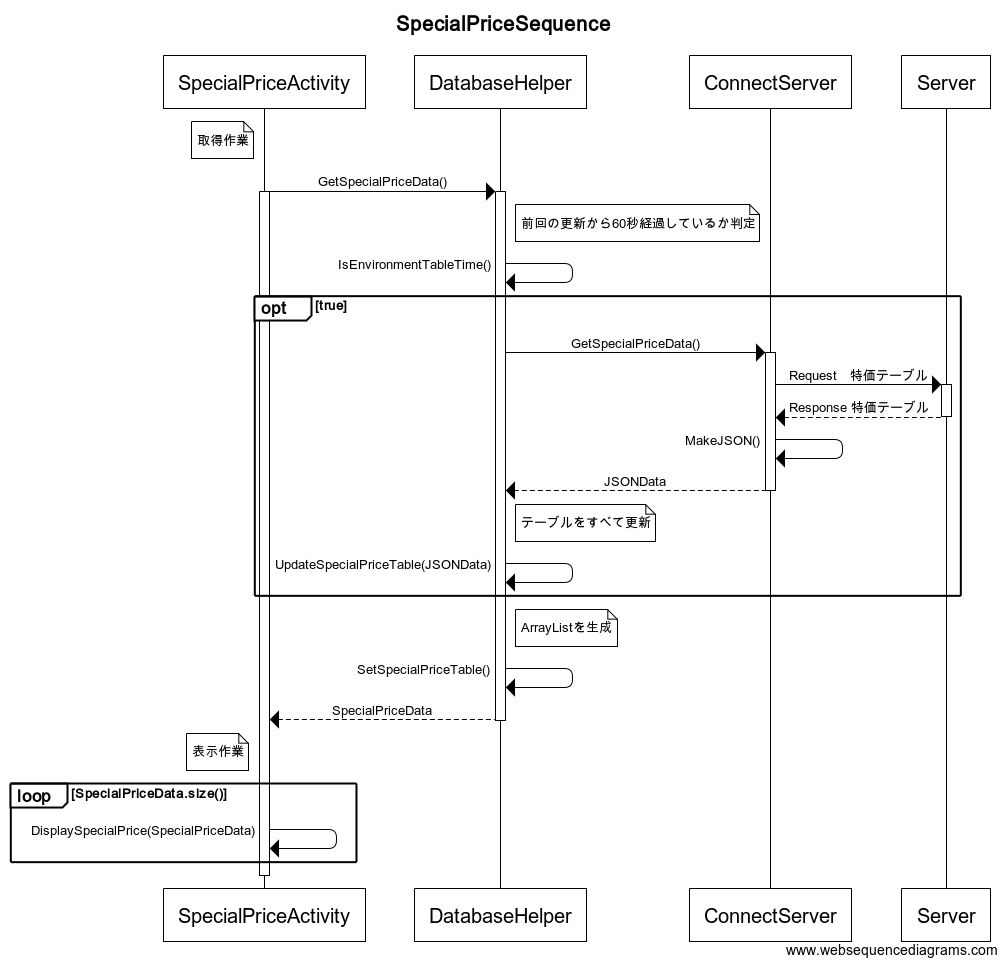 SpecialPriceSequence
SpecialPriceActivity
DatabaseHelper
ConnectServer
Server
取得作業
GetSpecialPriceData()
前回の更新から60秒経過しているか判定
IsEnvironmentTableTime()
opt [true]
GetSpecialPriceData()
Request　特価テーブル
Response 特価テーブル
MakeJSON()
JSONData
テーブルをすべて更新
UpdateSpecialPriceTable(JSONData)
ArrayListを生成
SetSpecialPriceTable()
SpecialPriceData
表示作業
loop [SpecialPriceData.size()]
DisplaySpecialPrice(SpecialPriceData)
SpecialPriceActivity
DatabaseHelper
ConnectServer
Server
www.websequencediagrams.com